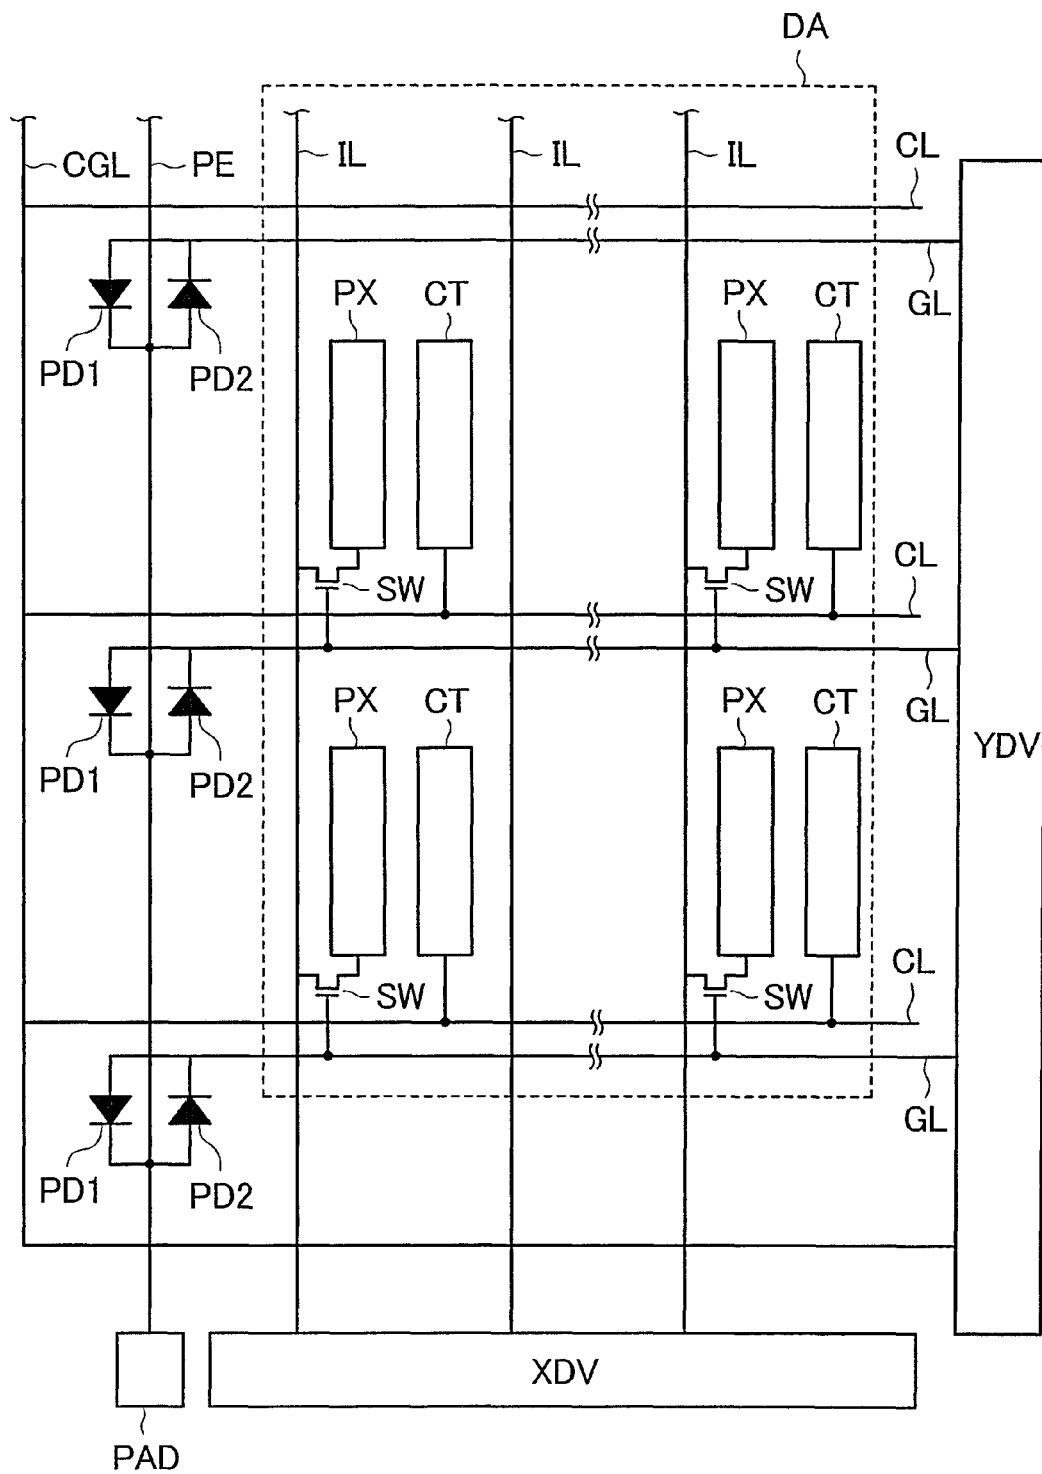 DA
CGL PE IL IL IL CL
GL
PX CT PX CT
PD1 PD2
SW SW CL
GL
PX CT PX CT
YDV
PD1 PD2
SW SW CL
GL
PD1 PD2
XDV
PAD